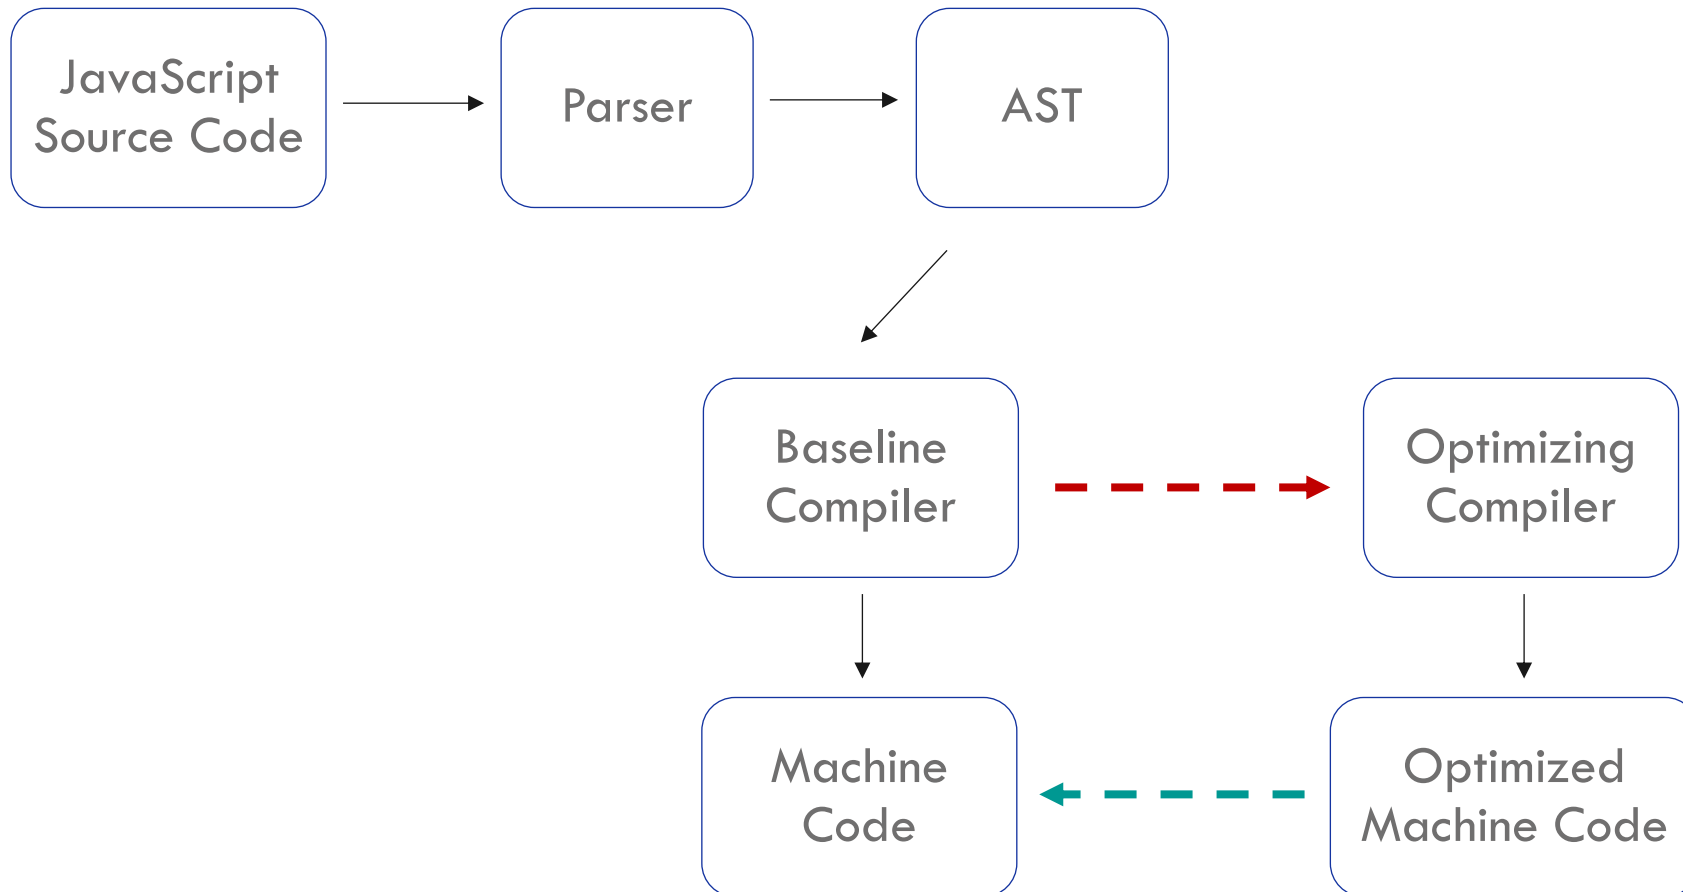 JavaScript
Source Code
Parser
AST
Baseline
Compiler
Optimizing
Compiler
Machine
Code
Optimized
Machine Code